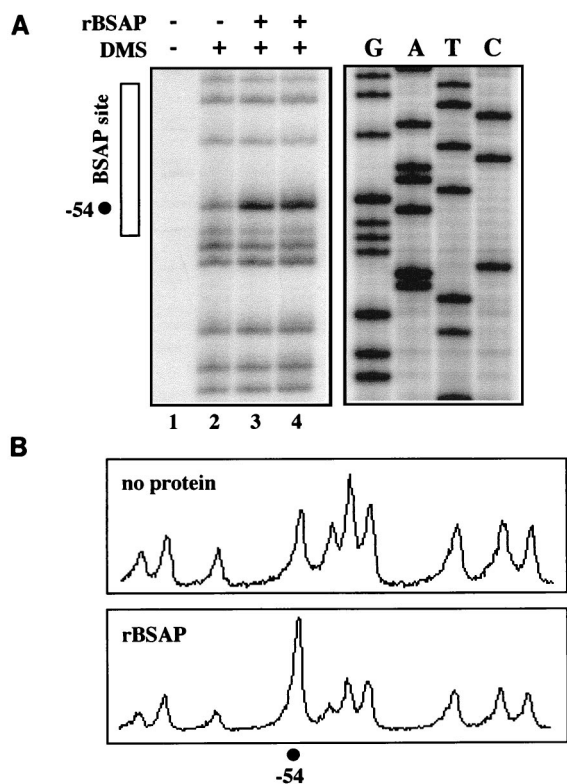 A
rBSAP - - + +
DMS - + + +
G A T C
BSAP site
-54
1 2 3 4
B
no protein
rBSAP
-54